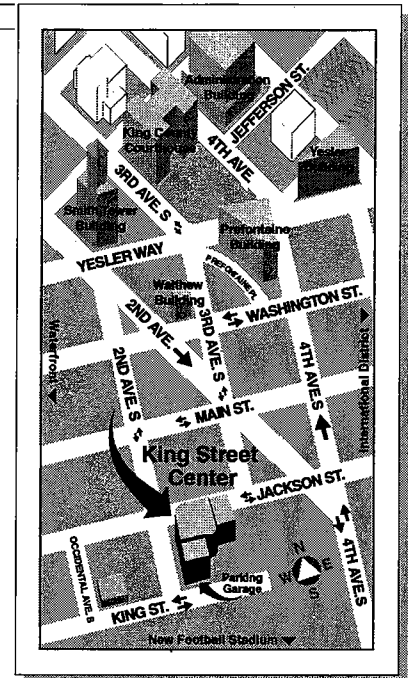 Administration
Building
JEFFERSON ST.
King County
Courthouse
4TH AVE.
Yesler
Building
3RD AVE. S
Smith Tower
Building
Prefontaine
Building
YESLER WAY
PREFONTAINE PL
Walthew
Building
WASHINGTON ST.
2ND AVE
3RD AVE. S
Waterfront
International District
2ND AVE. S
4TH AVE. S
MAIN ST.
King Street
Center
JACKSON ST.
OCCIDENTAL AVE. S
N
W E
S
4TH AVE. S
Parking
Garage
KING ST.
New Football Stadium